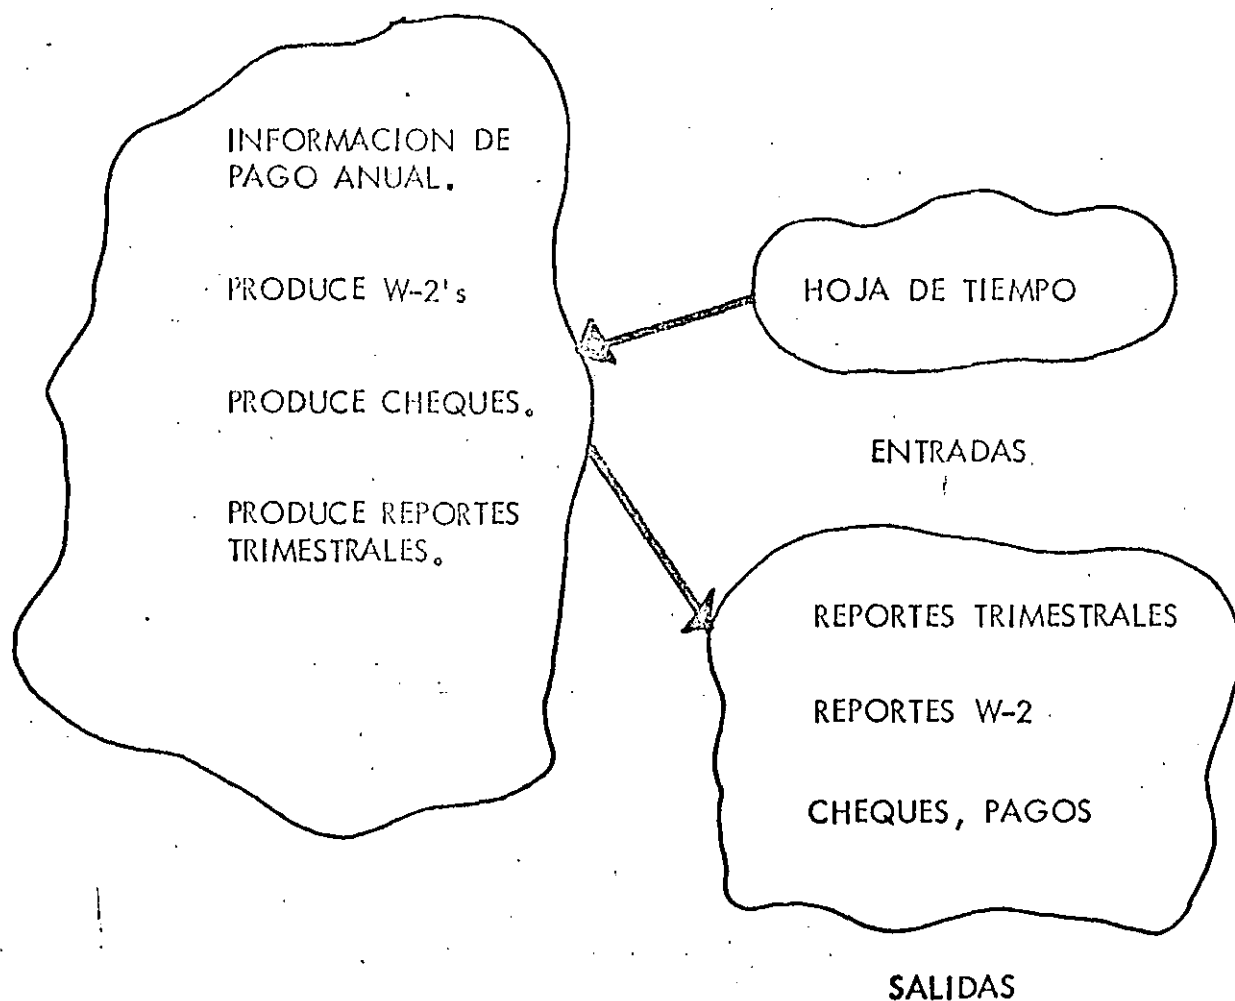 INFORMACION DE
PAGO ANUAL.
PRODUCE W-2's
PRODUCE CHEQUES.
PRODUCE REPORTES
TRIMESTRALES.
HOJA DE TIEMPO
ENTRADAS
REPORTES TRIMESTRALES
REPORTES W-2
CHEQUES, PAGOS
SALIDAS